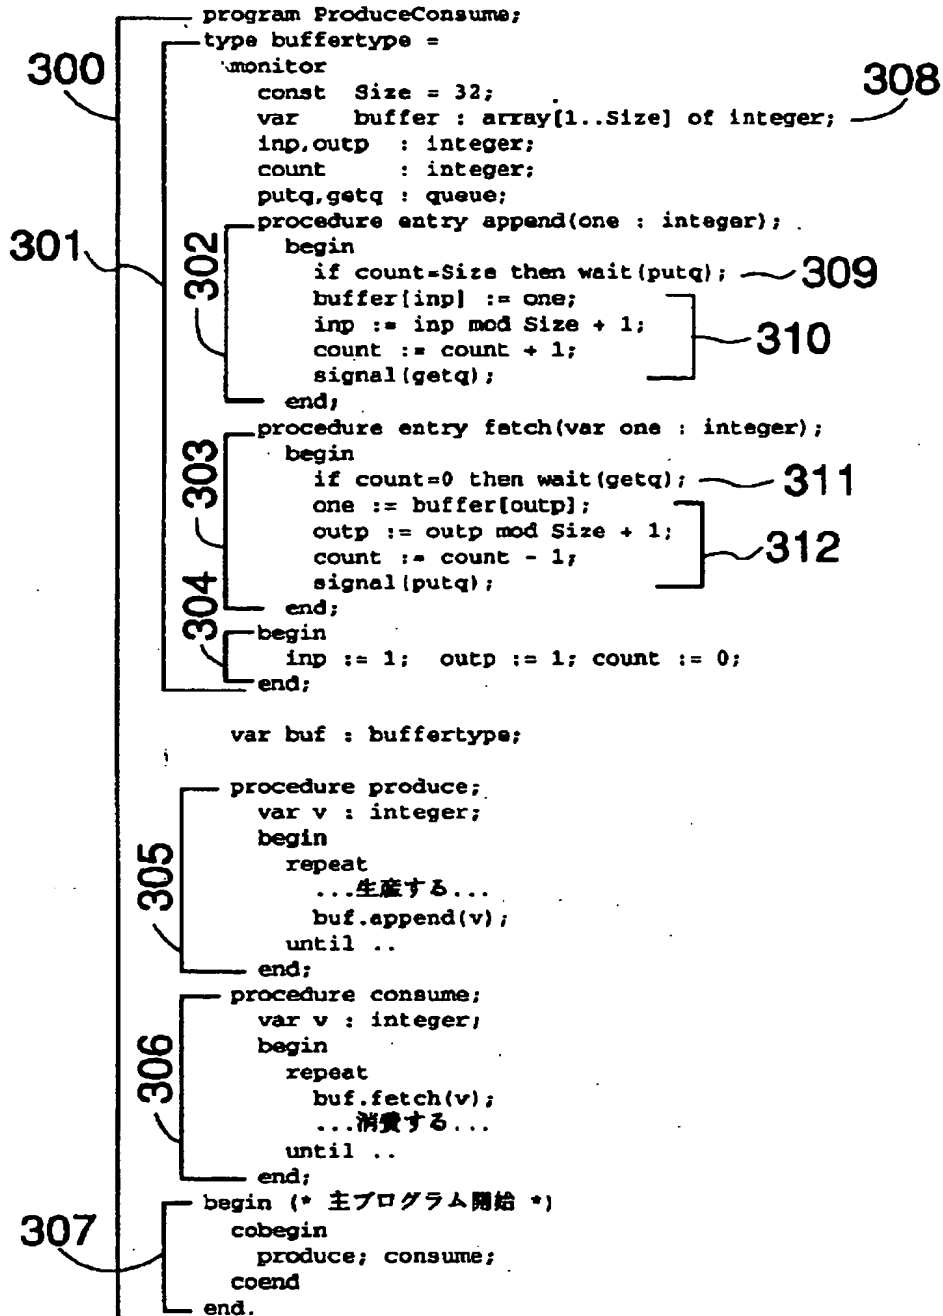 program ProduceConsume;
type buffertype =
monitor
const Size = 32;
var buffer : array[1..Size] of integer;
inp,outp : integer;
count : integer;
putq,getq : queue;
procedure entry append(one : integer);
begin
if count=Size then wait(putq);
buffer[inp] := one;
inp := inp mod Size + 1;
count := count + 1;
signal(getq);
end;
procedure entry fetch(var one : integer);
begin
if count=0 then wait(getq);
one := buffer[outp];
outp := outp mod Size + 1;
count := count - 1;
signal(putq);
end;
begin
inp := 1; outp := 1; count := 0;
end;
var buf : buffertype;
procedure produce;
var v : integer;
begin
repeat
...生産する...
buf.append(v);
until ..
end;
procedure consume;
var v : integer;
begin
repeat
buf.fetch(v);
...消費する...
until ..
end;
begin (* 主プログラム開始 *)
cobegin
produce; consume;
coend
end.
300
301
302
303
304
305
306
307
308
309
310
311
312